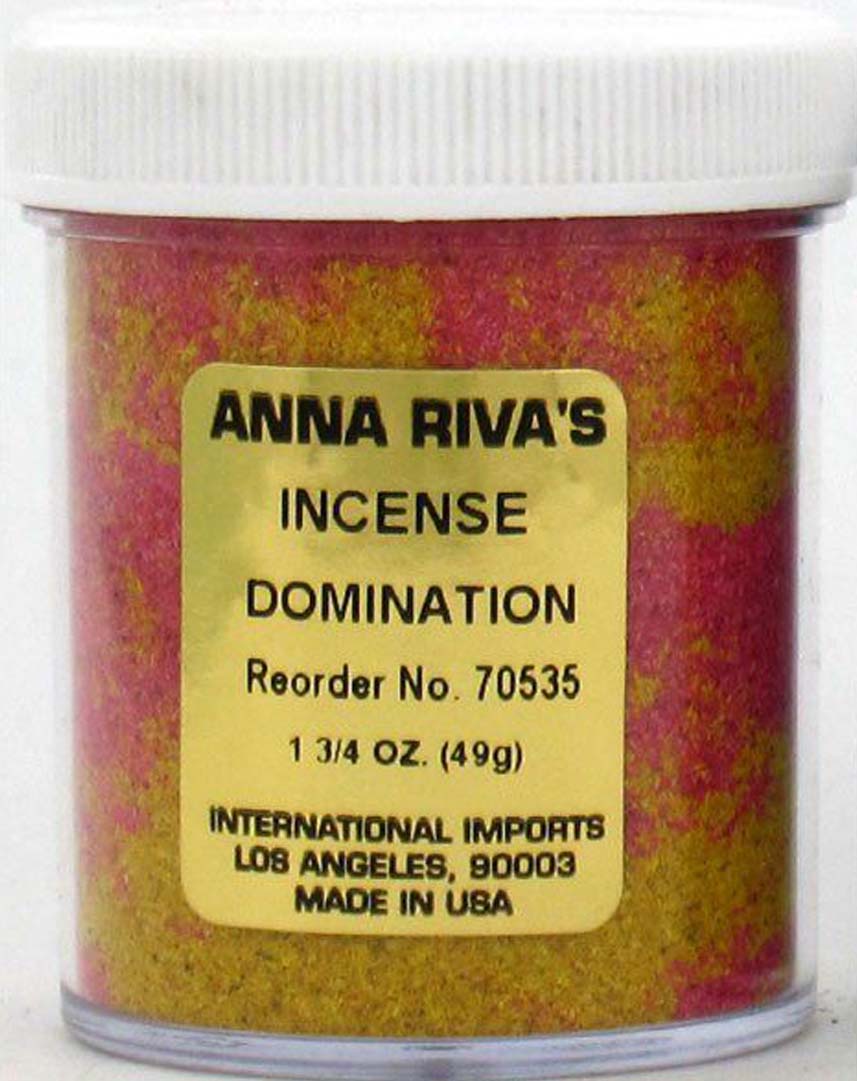 ANNA RIVA'S
INCENSE
DOMINATION
Reorder No. 70535
1 3/4 OZ. (49g)
INTERNATIONAL IMPORTS
LOS ANGELES, 90003
MADE IN USA